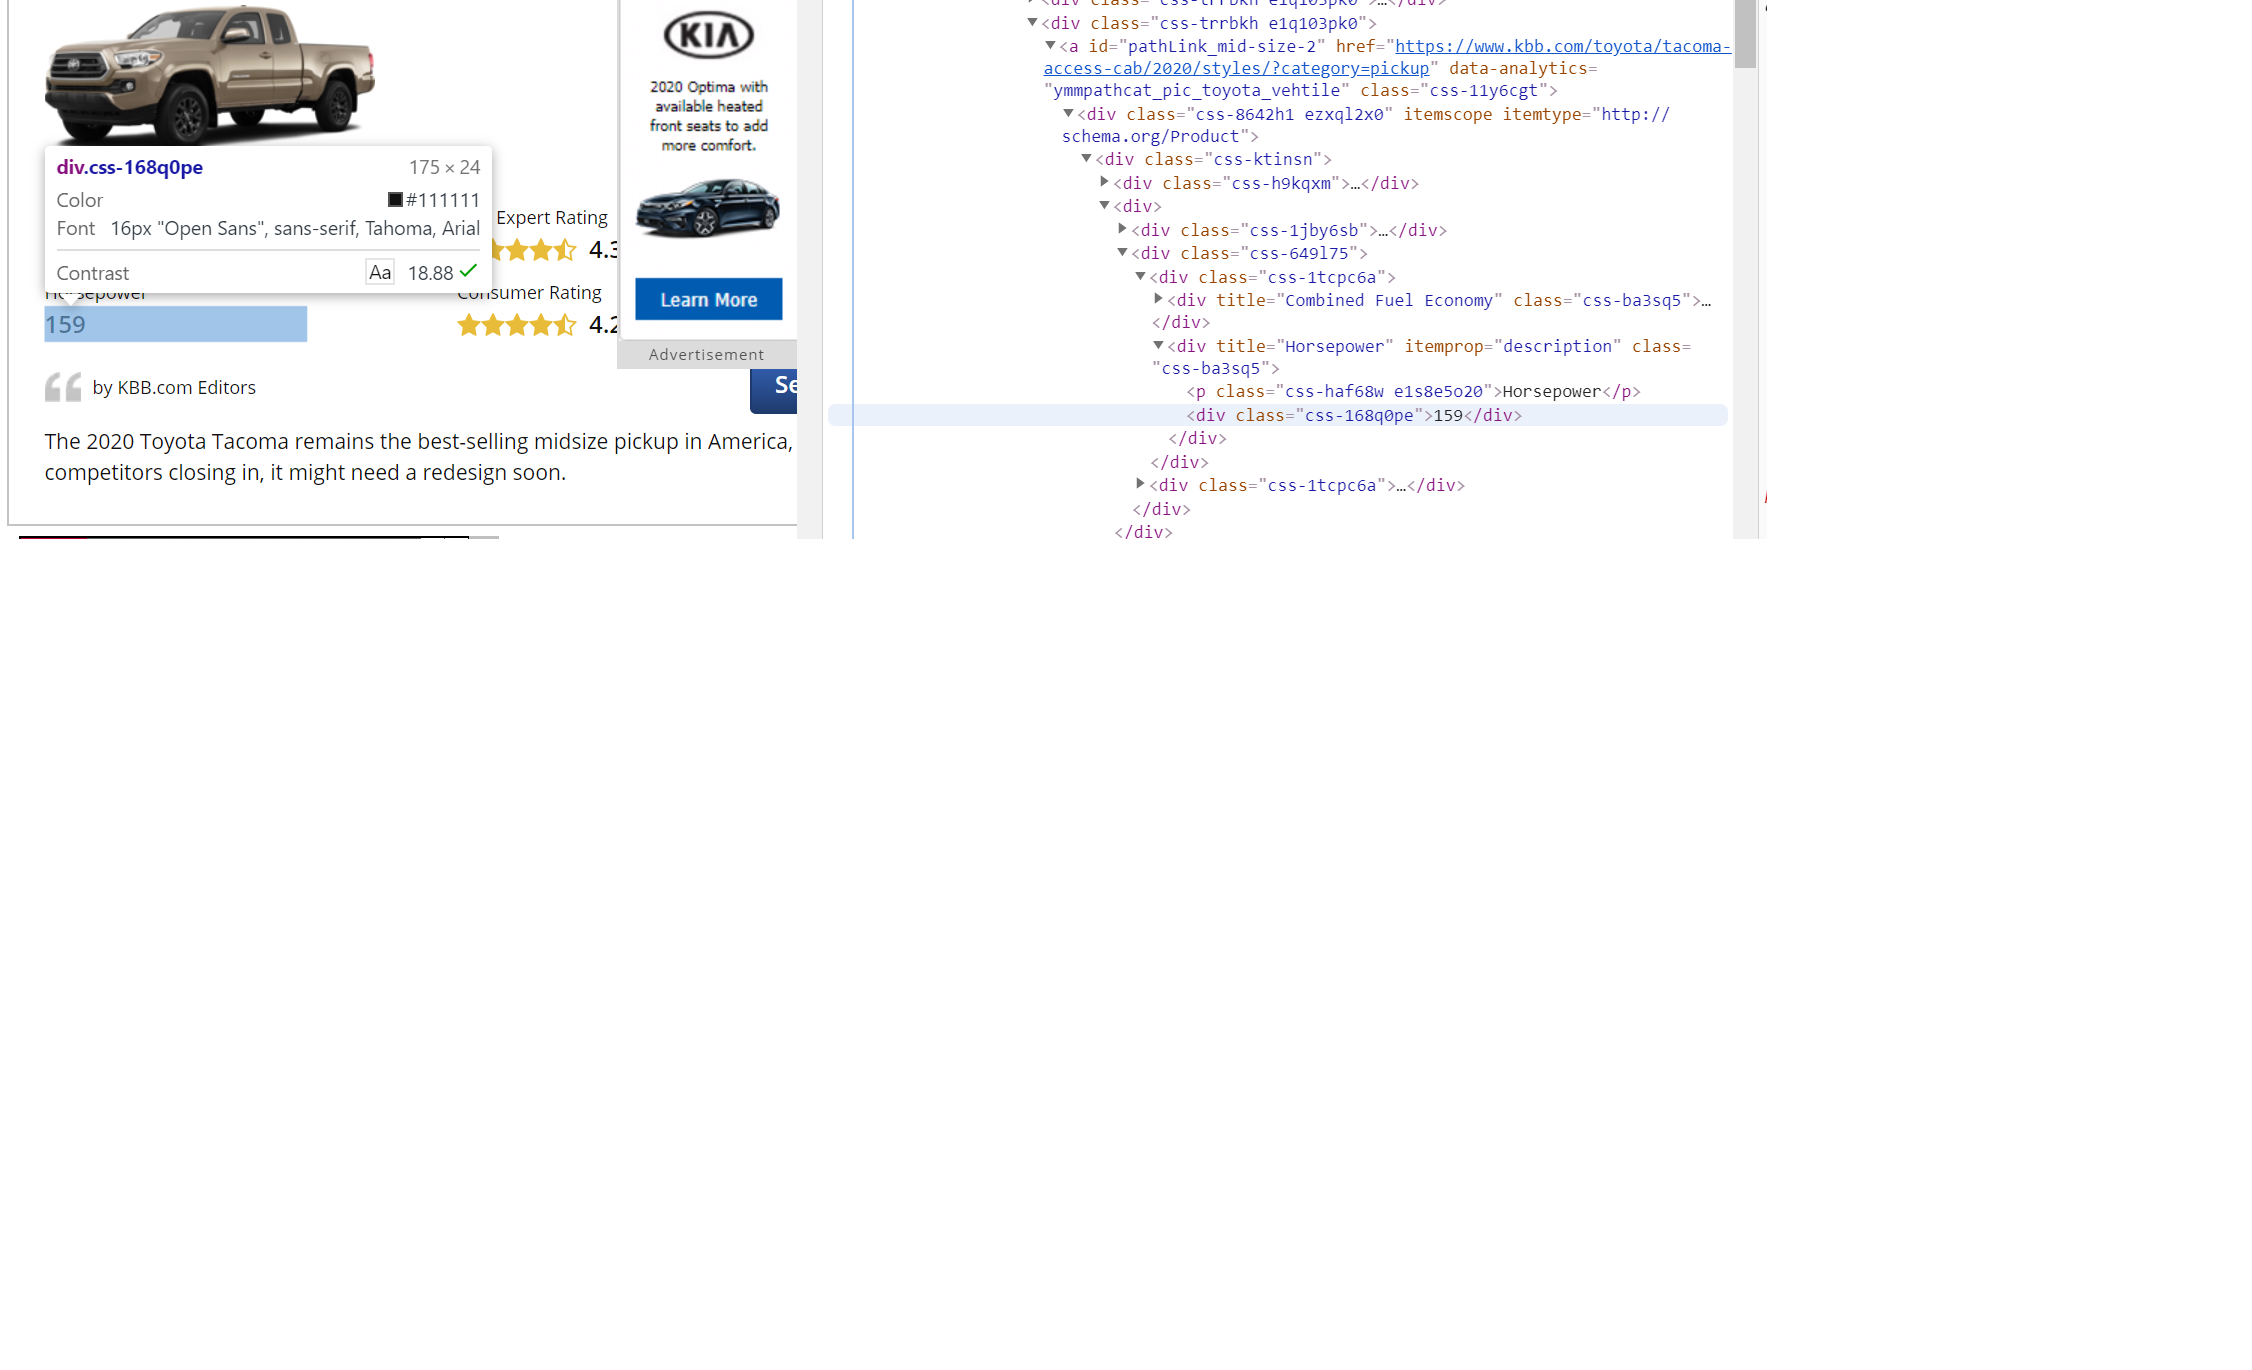 KIA
2020 Optima with
available heated
front seats to add
more comfort.
Learn More
Advertisement
div.css-168q0pe 175 × 24
Color #111111
Font 16px "Open Sans", sans-serif, Tahoma, Arial
Contrast Aa 18.88
Expert Rating
4.3
Horsepower
159
Consumer Rating
4.2
by KBB.com Editors
Se
The 2020 Toyota Tacoma remains the best-selling midsize pickup in America,
competitors closing in, it might need a redesign soon.
<div class="css-trrbkh e1q103pk0">…</div>
▼<div class="css-trrbkh e1q103pk0">
▼<a id="pathLink_mid-size-2" href="https://www.kbb.com/toyota/tacoma-
access-cab/2020/styles/?category=pickup" data-analytics=
"ymmpathcat_pic_toyota_vehtile" class="css-11y6cgt">
▼<div class="css-8642h1 ezxql2x0" itemscope itemtype="http://
schema.org/Product">
▼<div class="css-ktinsn">
▶<div class="css-h9kqxm">…</div>
▼<div>
▶<div class="css-1jby6sb">…</div>
▼<div class="css-649l75">
▼<div class="css-1tcpc6a">
▶<div title="Combined Fuel Economy" class="css-ba3sq5">…
</div>
▼<div title="Horsepower" itemprop="description" class=
"css-ba3sq5">
<p class="css-haf68w e1s8e5o20">Horsepower</p>
<div class="css-168q0pe">159</div>
</div>
</div>
▶<div class="css-1tcpc6a">…</div>
</div>
</div>